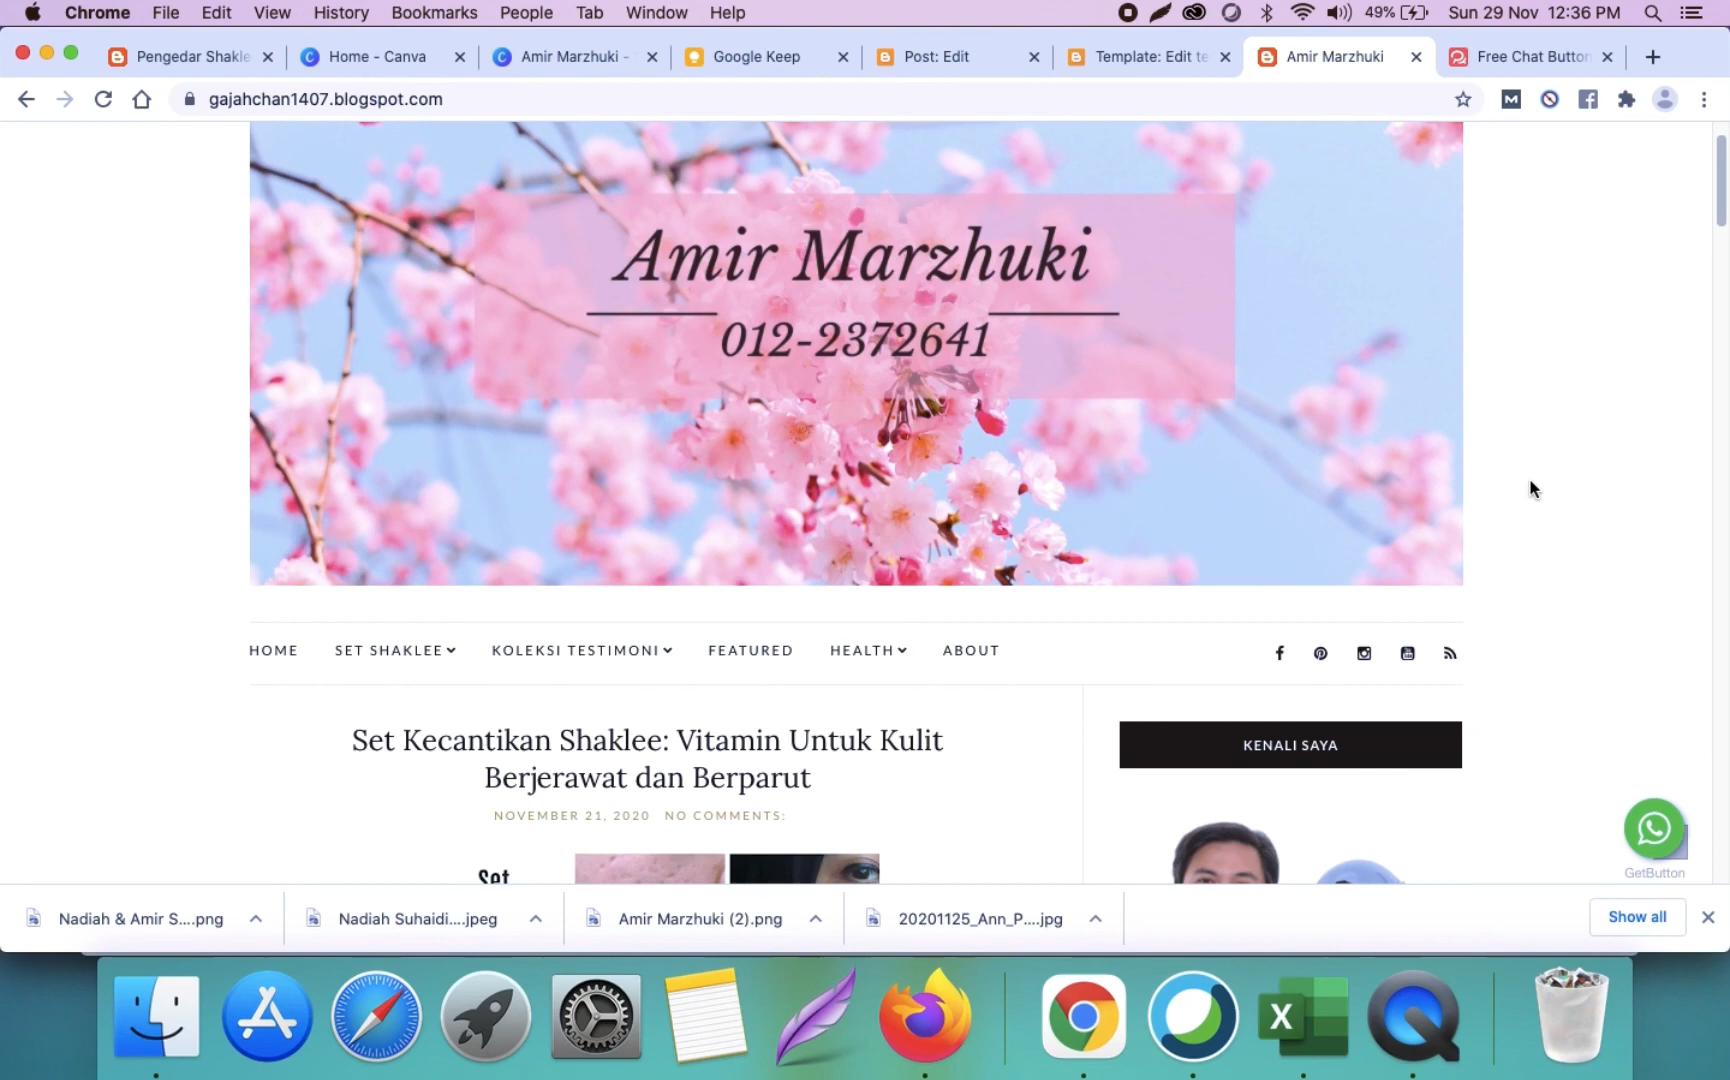 Chrome File Edit View History Bookmarks People Tab Window Help 49% Sun 29 Nov 12:36 PM
Pengedar Shakle Home - Canva Amir Marzhuki - Google Keep Post: Edit Template: Edit te Amir Marzhuki Free Chat Button
gajahchan1407.blogspot.com
Amir Marzhuki
012-2372641
HOME SET SHAKLEE KOLEKSI TESTIMONI FEATURED HEALTH ABOUT
Set Kecantikan Shaklee: Vitamin Untuk Kulit
Berjerawat dan Berparut
NOVEMBER 21, 2020 NO COMMENTS:
KENALI SAYA
Set
GetButton
Nadiah & Amir S....png Nadiah Suhaidi....jpeg Amir Marzhuki (2).png 20201125_Ann_P....jpg Show all